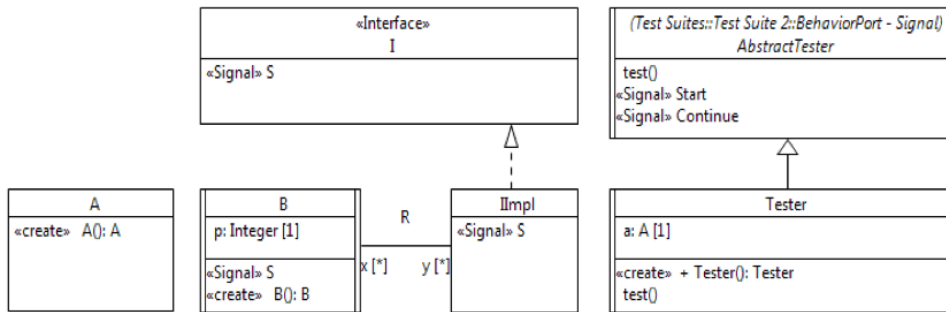 «Interface»
I
«Signal» S
(Test Suites::Test Suite 2::BehaviorPort - Signal)
AbstractTester
test()
«Signal» Start
«Signal» Continue
A
«create» A(): A
B
p: Integer [1]
«Signal» S
«create» B(): B
R
x [*]
y [*]
IImpl
«Signal» S
Tester
a: A [1]
«create» + Tester(): Tester
test()